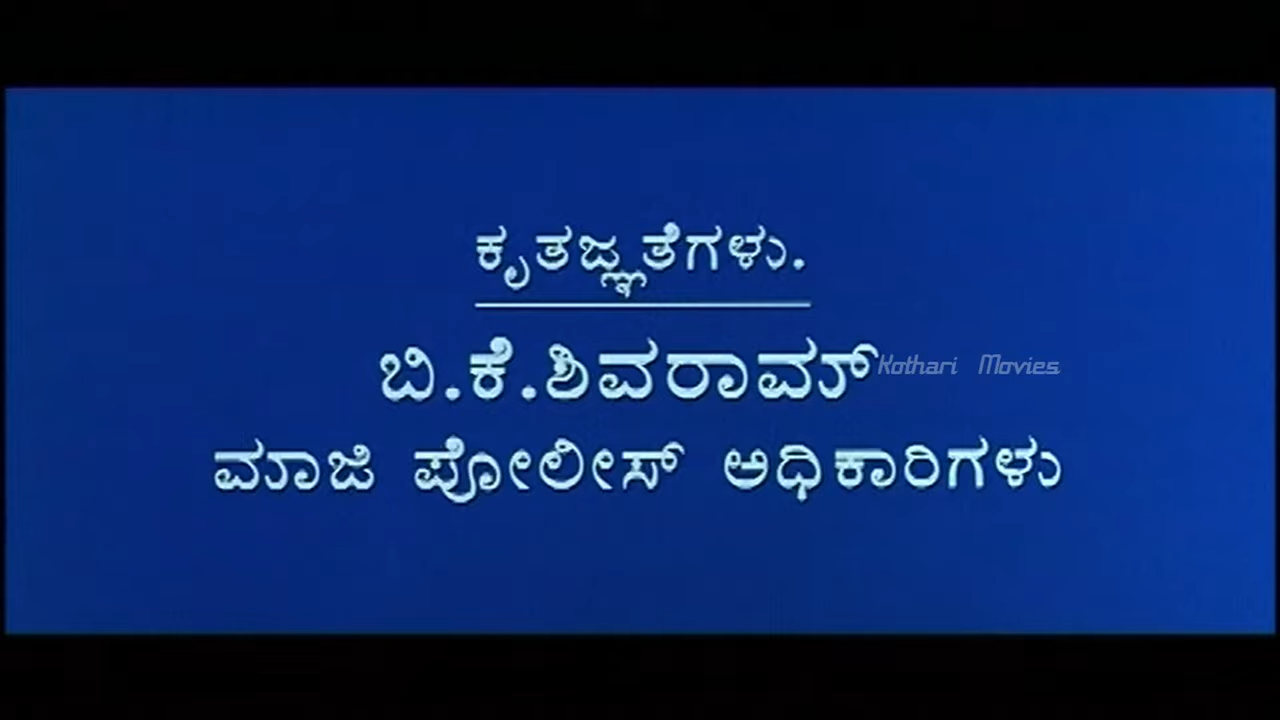 ಕೃತಜ್ಞತೆಗಳು.
ಬಿ.ಕೆ.ಶಿವರಾಮ್
Kothari Movies
ಮಾಜಿ ಪೋಲೀಸ್ ಅಧಿಕಾರಿಗಳು